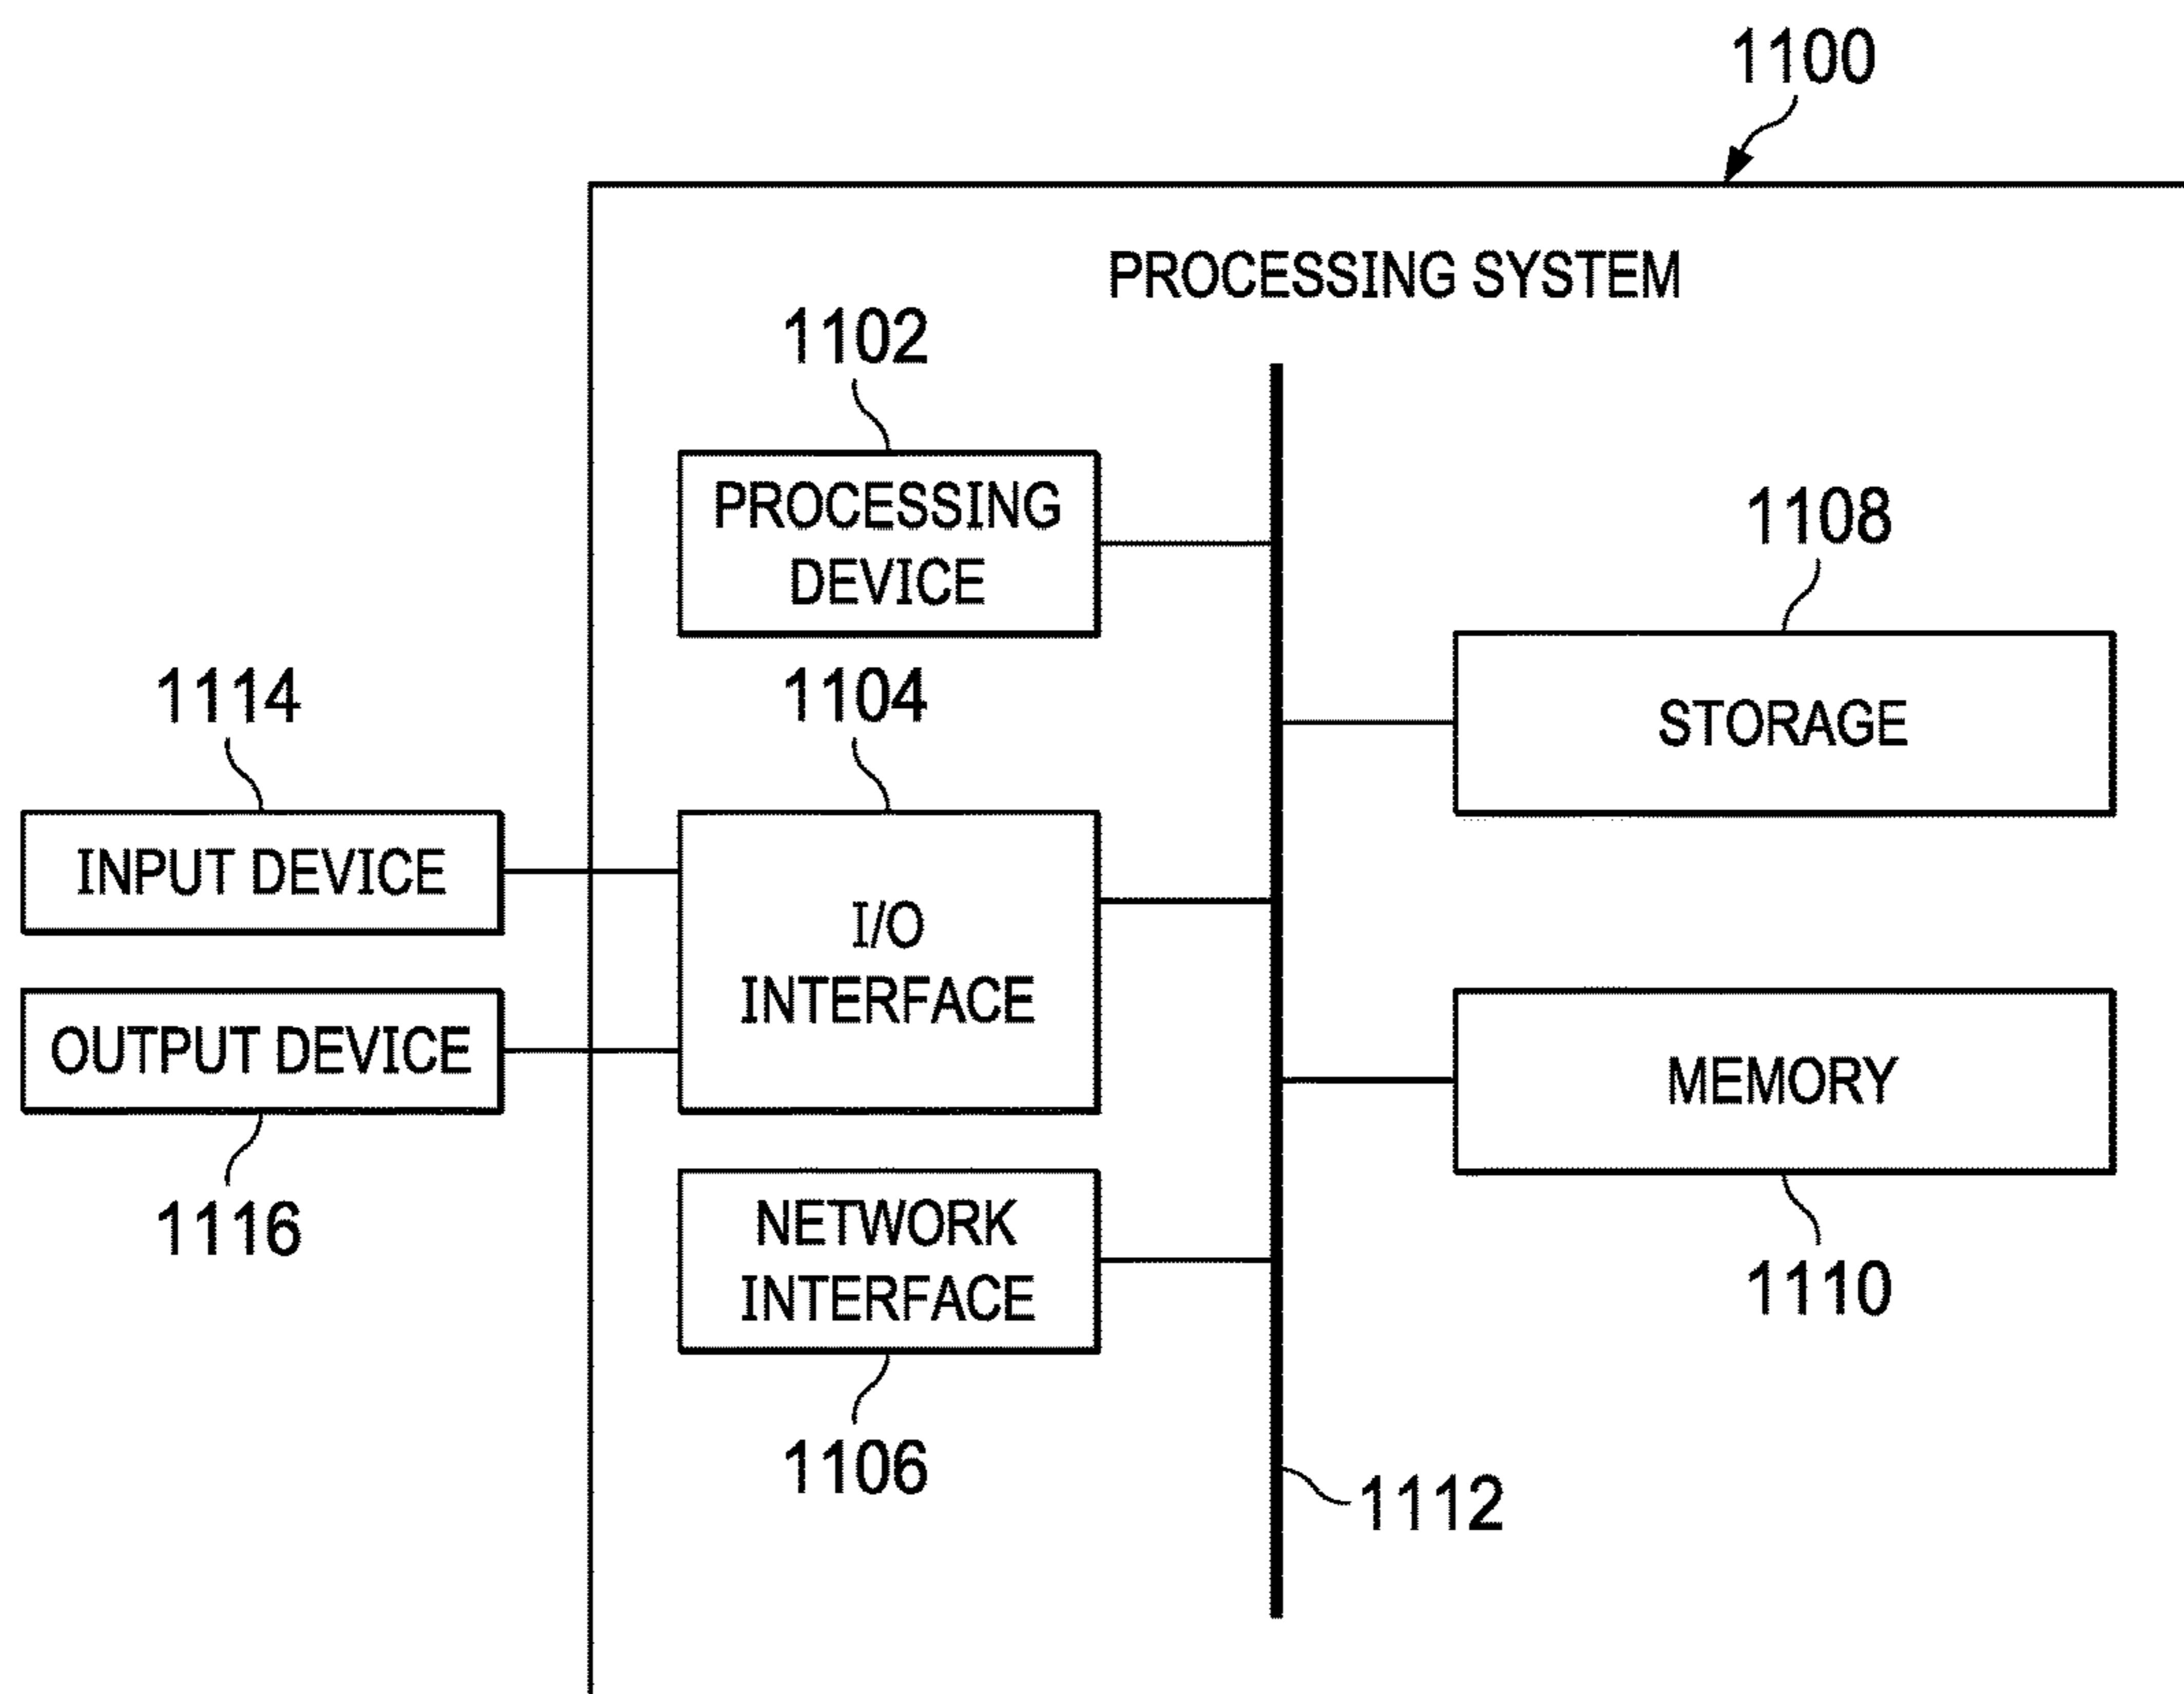 1100
PROCESSING SYSTEM
1102
PROCESSING
DEVICE
1108
STORAGE
1114
INPUT DEVICE
1104
I/O
INTERFACE
OUTPUT DEVICE
1116
MEMORY
1110
NETWORK
INTERFACE
1106
1112